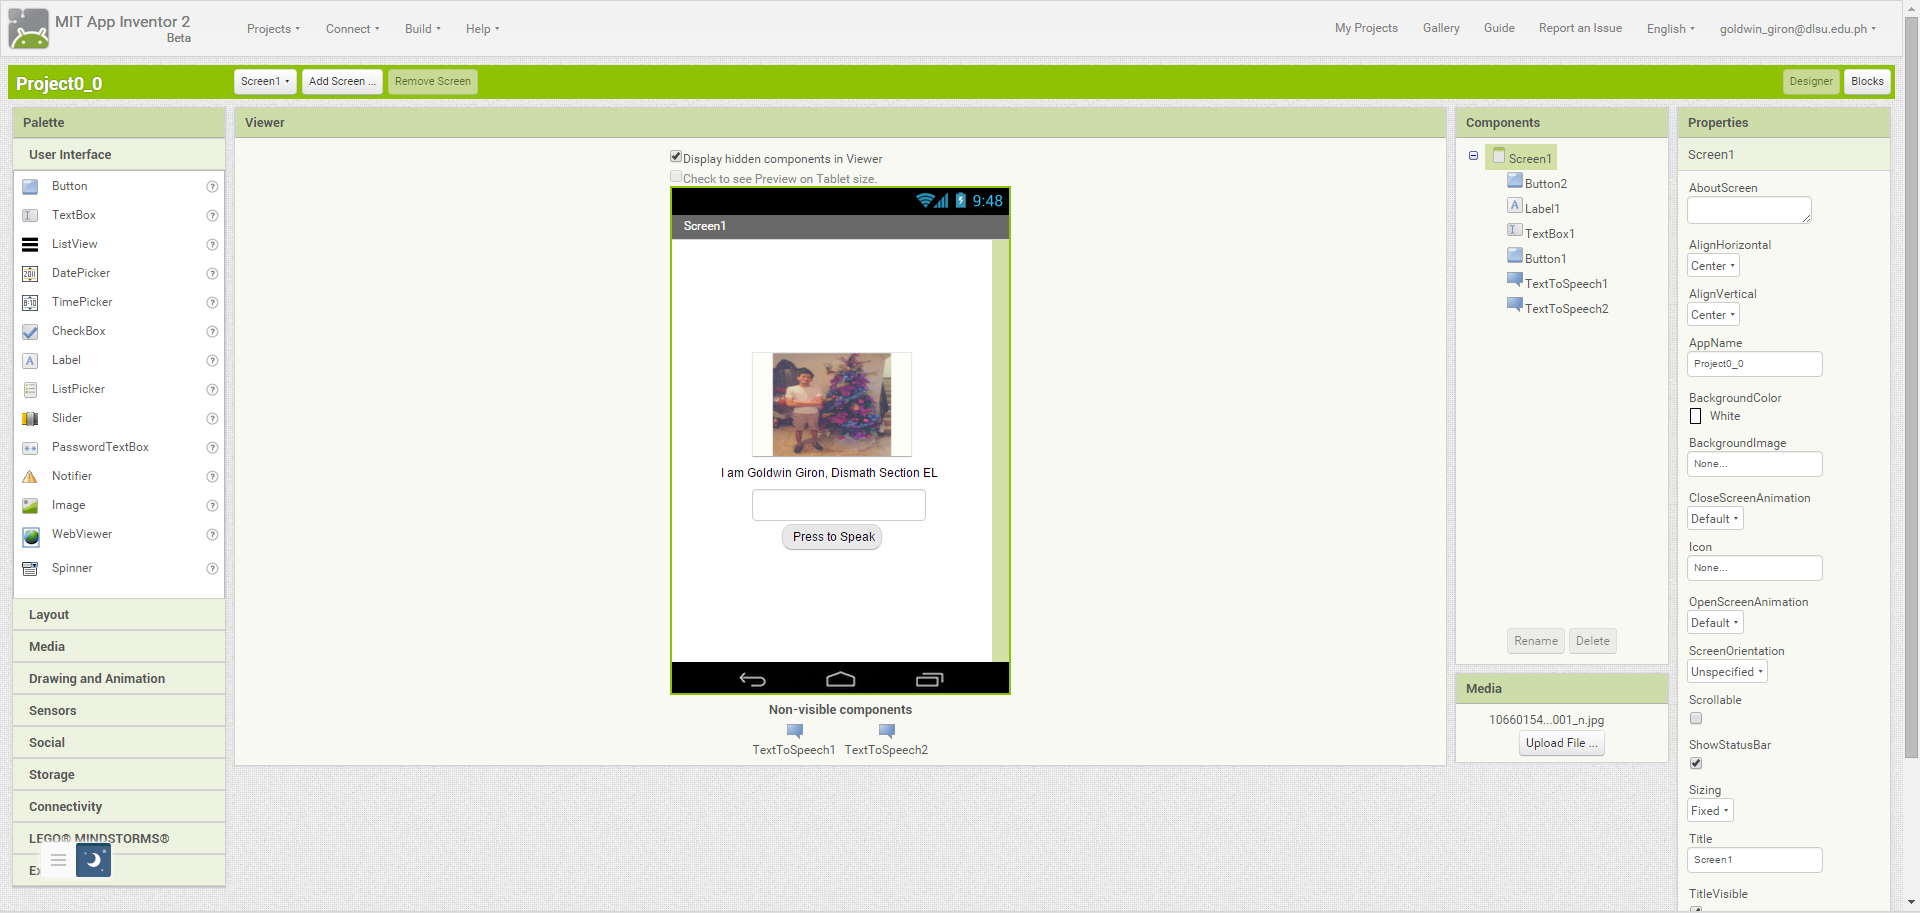 MIT App Inventor 2
Beta
Projects Connect Build Help
My Projects Gallery Guide Report an Issue English goldwin_giron@dlsu.edu.ph
Project0_0
Screen1 Add Screen ... Remove Screen
Designer Blocks
Palette
User Interface
Button ?
TextBox ?
ListView ?
DatePicker ?
TimePicker ?
CheckBox ?
Label ?
ListPicker ?
Slider ?
PasswordTextBox ?
Notifier ?
Image ?
WebViewer ?
Spinner ?
Layout
Media
Drawing and Animation
Sensors
Social
Storage
Connectivity
LEGO® MINDSTORMS®
Viewer
Display hidden components in Viewer
Check to see Preview on Tablet size.
9:48
Screen1
I am Goldwin Giron, Dismath Section EL
Press to Speak
Non-visible components
TextToSpeech1 TextToSpeech2
Components
Screen1
Button2
Label1
TextBox1
Button1
TextToSpeech1
TextToSpeech2
Rename Delete
Media
10660154...001_n.jpg
Upload File ...
Properties
Screen1
AboutScreen
AlignHorizontal
Center
AlignVertical
Center
AppName
Project0_0
BackgroundColor
White
BackgroundImage
None...
CloseScreenAnimation
Default
Icon
None...
OpenScreenAnimation
Default
ScreenOrientation
Unspecified
Scrollable
ShowStatusBar
Sizing
Fixed
Title
Screen1
TitleVisible